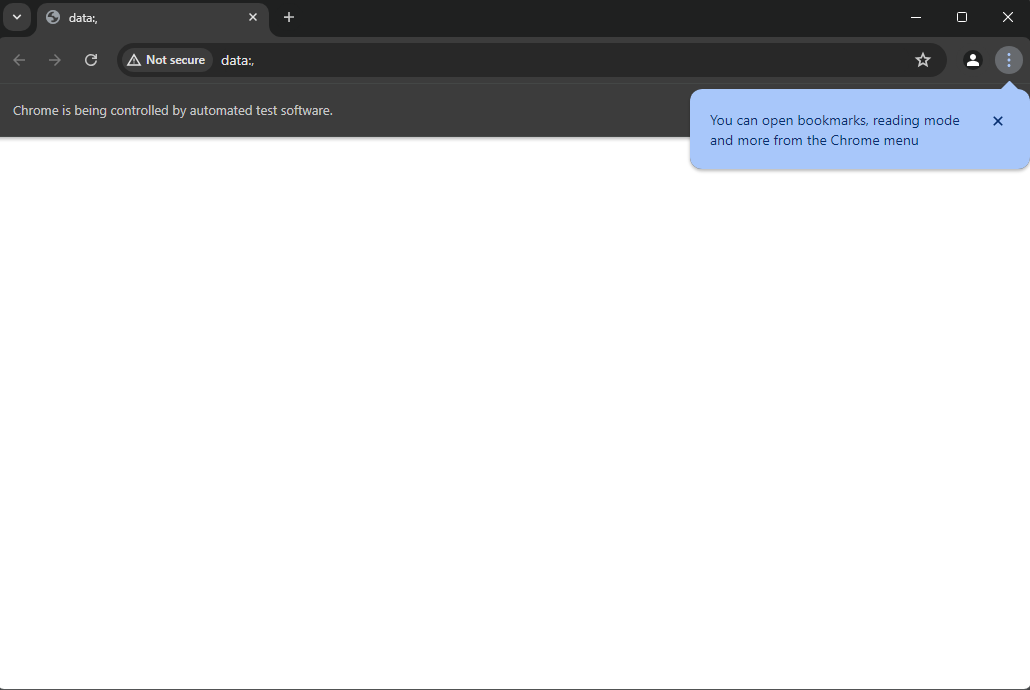 data:,
Not secure
data:,
Chrome is being controlled by automated test software.
You can open bookmarks, reading mode
and more from the Chrome menu